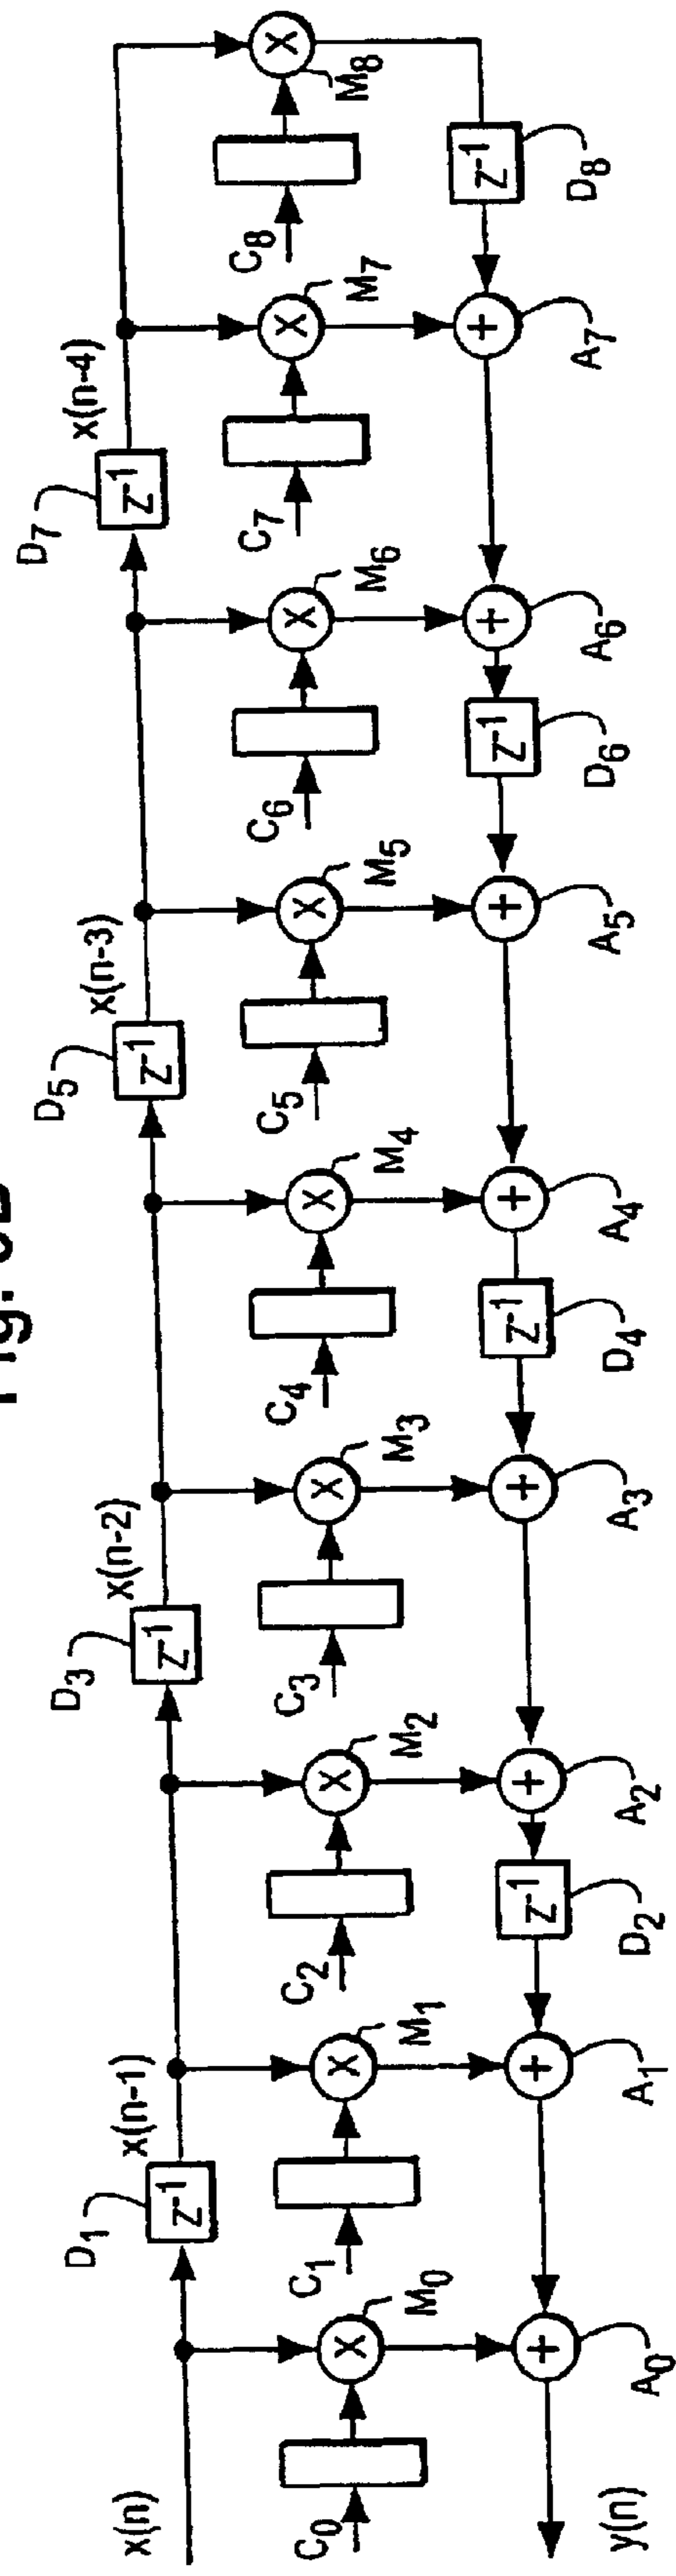 Fig.
D1
D3
D5
D7
x(n)
x(n-1)
x(n-2)
x(n-3)
x(n-4)
z-1
z-1
z-1
z-1
C0
X
M0
C1
X
M1
C2
X
M2
C3
X
M3
C4
X
M4
C5
X
M5
C6
X
M6
C7
X
M7
C8
X
M8
+
+
z-1
+
+
z-1
+
+
z-1
+
+
z-1
y(n)
A0
A1
D2
A2
A3
D4
A4
A5
D6
A6
A7
D8